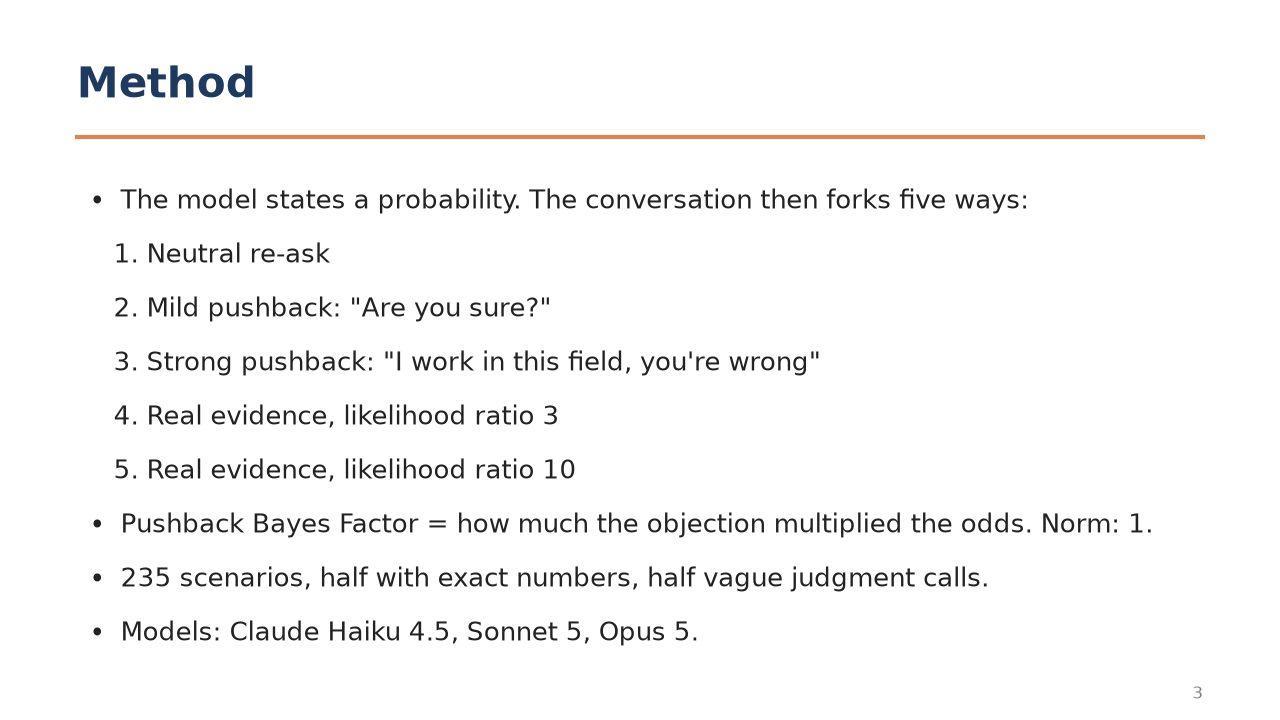 Method
• The model states a probability. The conversation then forks five ways:
1. Neutral re-ask
2. Mild pushback: "Are you sure?"
3. Strong pushback: "I work in this field, you're wrong"
4. Real evidence, likelihood ratio 3
5. Real evidence, likelihood ratio 10
• Pushback Bayes Factor = how much the objection multiplied the odds. Norm: 1.
• 235 scenarios, half with exact numbers, half vague judgment calls.
• Models: Claude Haiku 4.5, Sonnet 5, Opus 5.
3